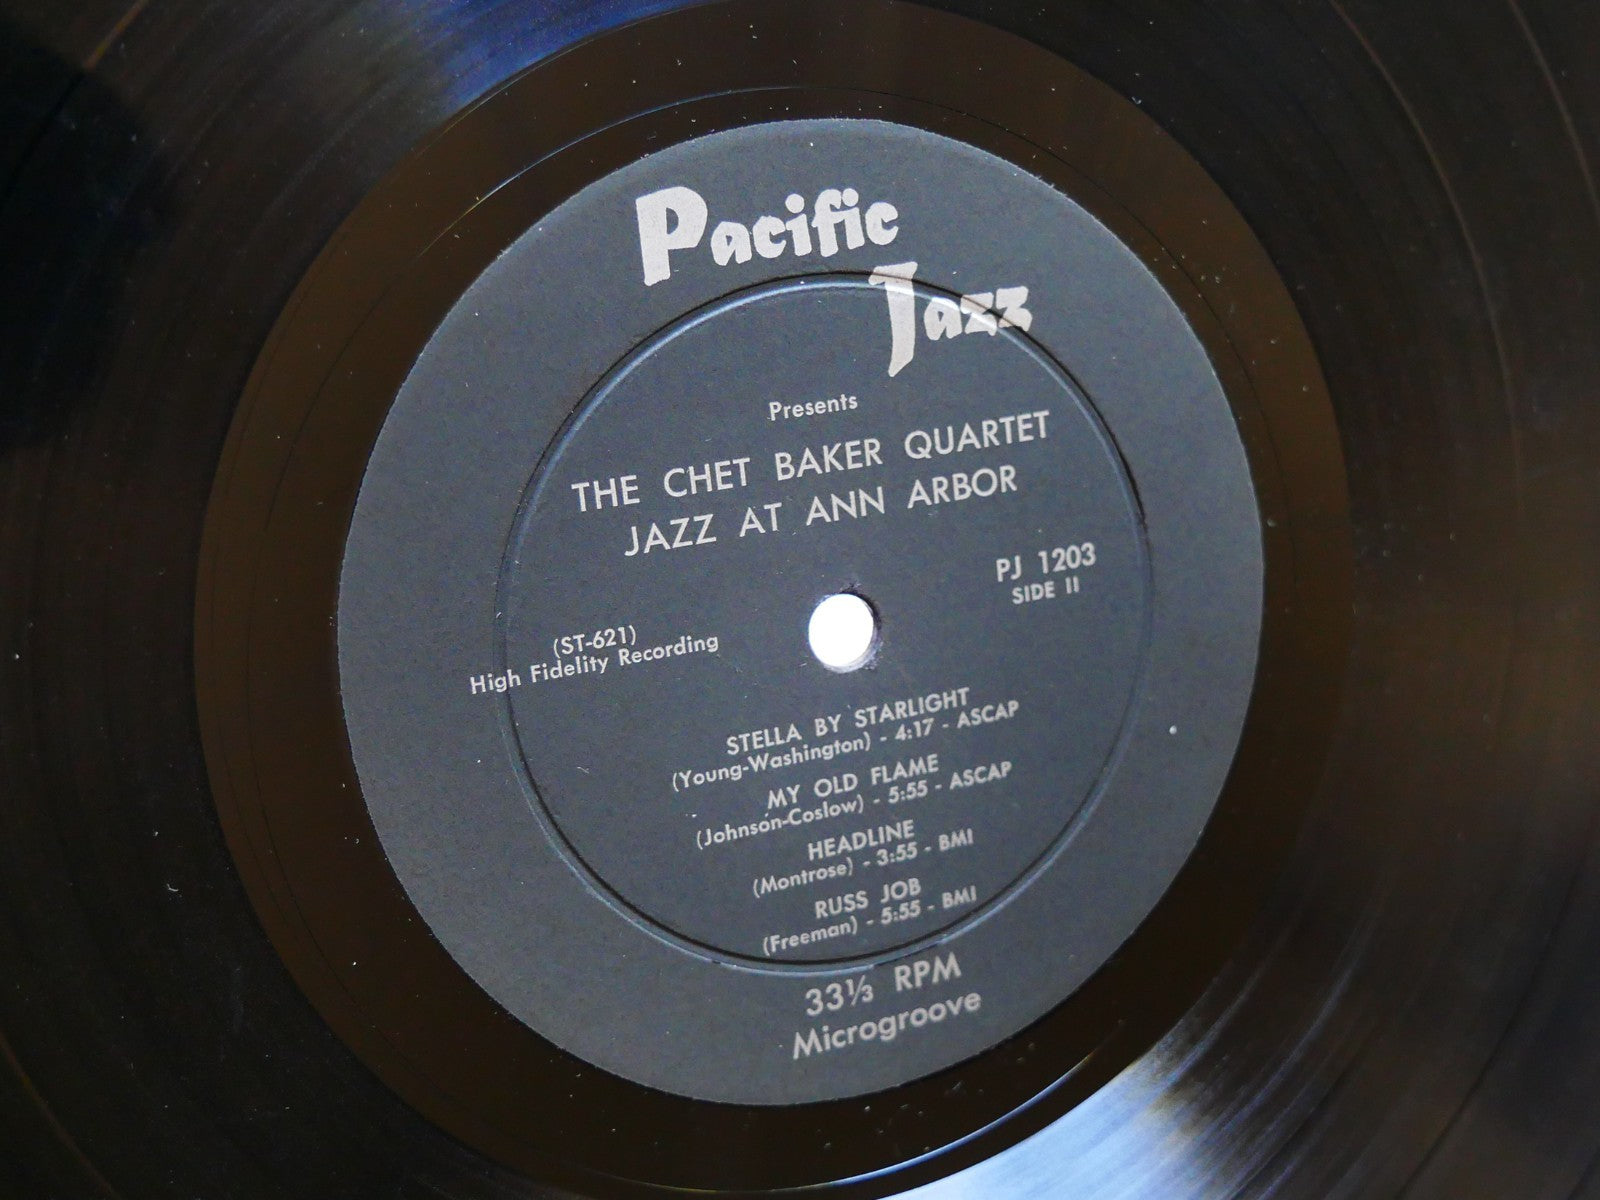 Pacific
Jazz
Presents
THE CHET BAKER QUARTET
JAZZ AT ANN ARBOR
PJ 1203
SIDE II
(ST-621)
High Fidelity Recording
STELLA BY STARLIGHT
(Young-Washington) - 4:17 - ASCAP
MY OLD FLAME
(Johnson-Coslow) - 5:55 - ASCAP
HEADLINE
(Montrose) - 3:55 - BMI
RUSS JOB
(Freeman) - 5:55 - BMI
33⅓ RPM
Microgroove